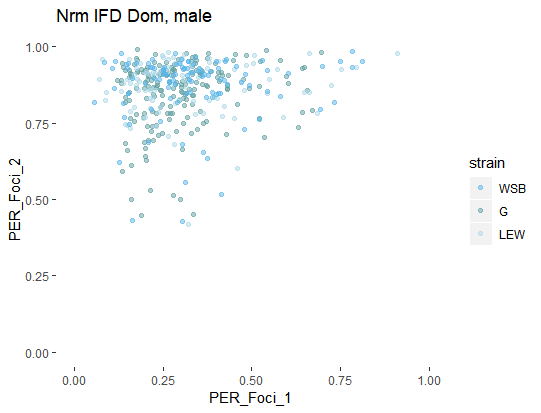 Nrm IFD Dom, male
PER_Foci_2
1.00
0.75
0.50
0.25
0.00
0.00 0.25 0.50 0.75 1.00
PER_Foci_1
strain
WSB
G
LEW